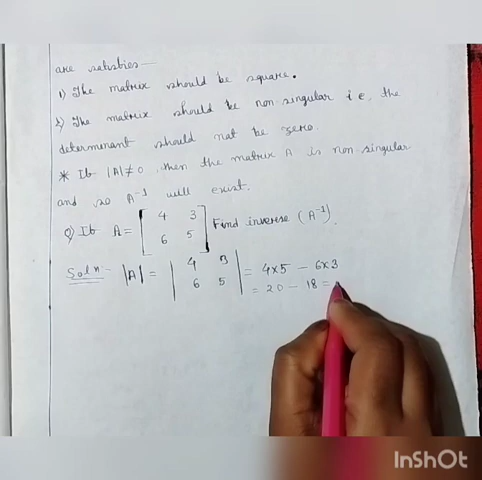 are satisfies—
1) The matrix should be square.
2) The matrix should be non singular i.e, the
determinant should not be zero.
* If |A|≠0, then the matrix A is non singular
and so A⁻¹ will exist.
Q) If A = [ 4 3
6 5 ] Find inverse (A⁻¹).
Solⁿ- |A| = | 4 3
6 5 | = 4×5 – 6×3
= 20 – 18 =
InShOt